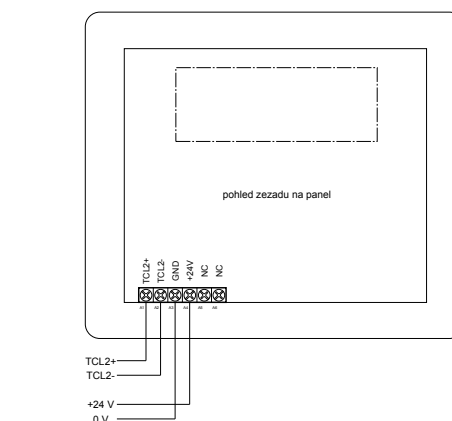 pohled zezadu na panel
TCL2+
TCL2-
GND
+24V
NC
NC
A1 A2 A3 A4 A5 A6
TCL2+
TCL2-
+24 V
0 V